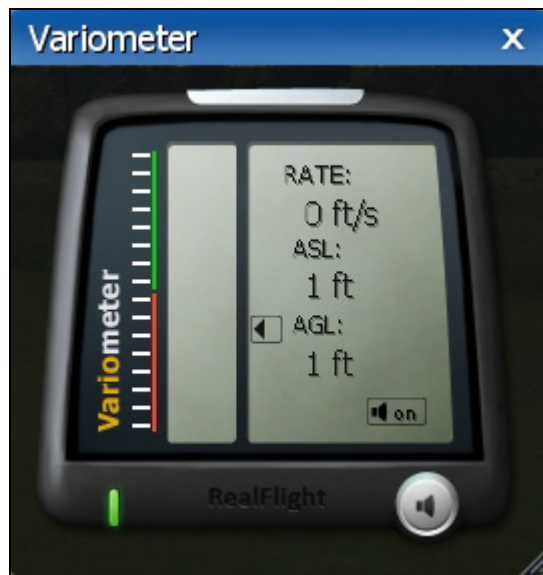 Variometer
x
Variometer
RATE:
0 ft/s
ASL:
1 ft
AGL:
1 ft
on
RealFlight